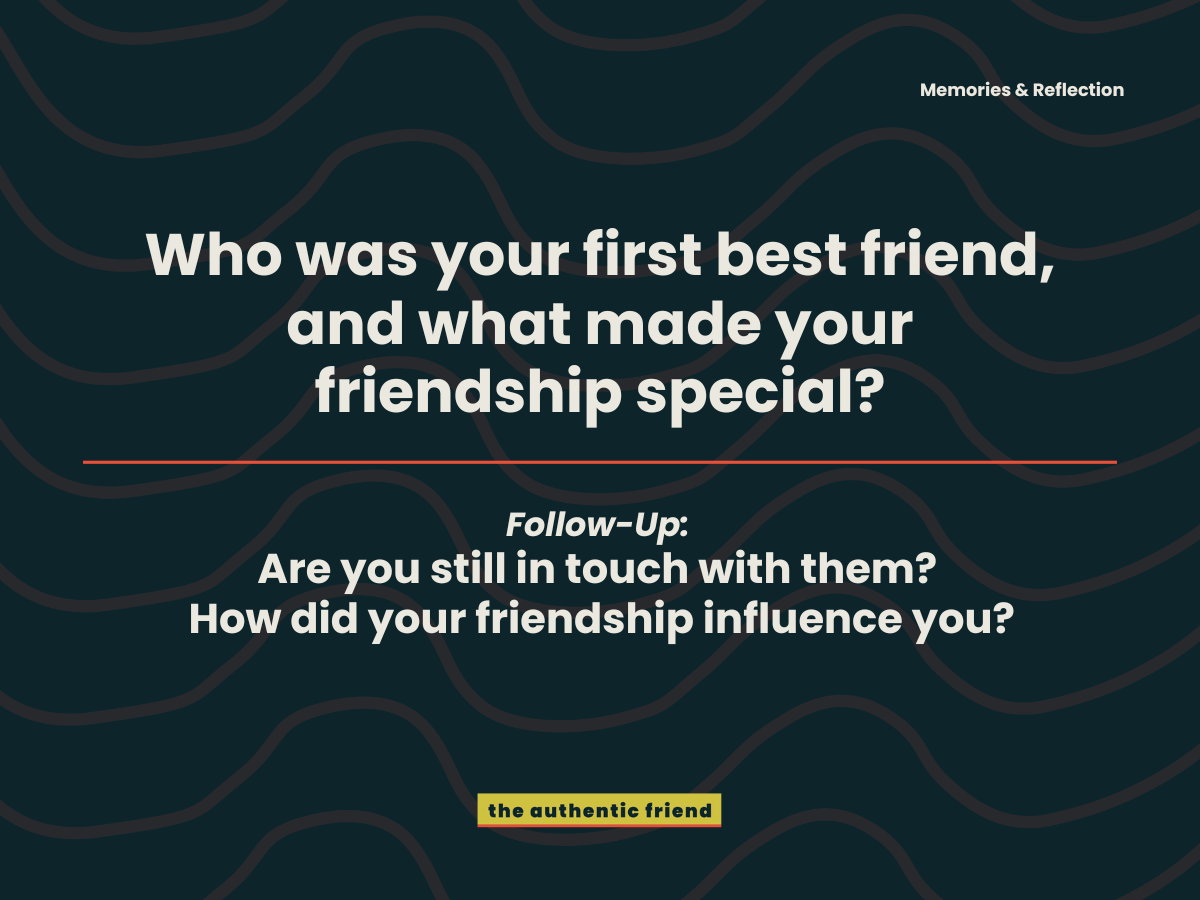 Memories & Reflection
Who was your first best friend,
and what made your
friendship special?
Follow-Up:
Are you still in touch with them?
How did your friendship influence you?
the authentic friend